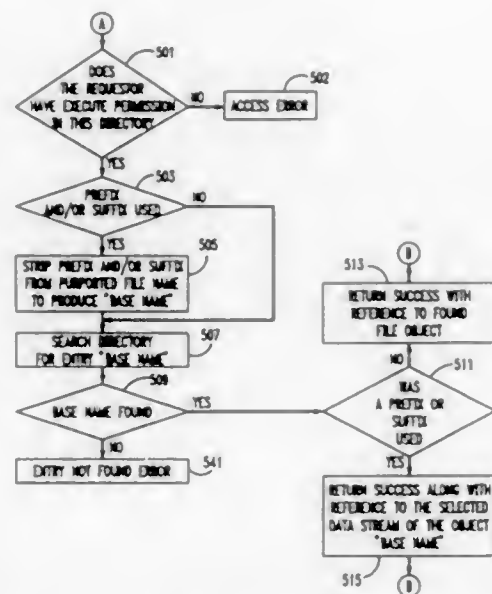 A
501
DOES
THE REQUESTOR
HAVE EXECUTE PERMISSION
IN THIS DIRECTORY
NO
502
ACCESS ERROR
YES
503
PREFIX
AND/OR SUFFIX USED
NO
YES
505
STRIP PREFIX AND/OR SUFFIX
FROM PURPORTED FILE NAME
TO PRODUCE "BASE NAME"
507
SEARCH DIRECTORY
FOR ENTRY "BASE NAME"
509
BASE NAME FOUND
YES
NO
ENTRY NOT FOUND ERROR
541
B
513
RETURN SUCCESS WITH
REFERENCE TO FOUND
FILE OBJECT
NO
511
WAS
A PREFIX OR
SUFFIX
USED
YES
RETURN SUCCESS ALONG WITH
REFERENCE TO THE SELECTED
DATA STREAM OF THE OBJECT
"BASE NAME"
515
B